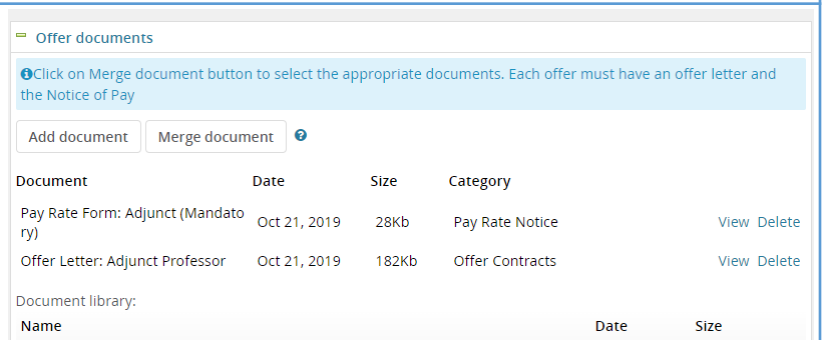 Offer documents
Click on Merge document button to select the appropriate documents. Each offer must have an offer letter and
the Notice of Pay
Add document Merge document
Document Date Size Category
Pay Rate Form: Adjunct (Mandato
ry) Oct 21, 2019 28Kb Pay Rate Notice View Delete
Offer Letter: Adjunct Professor Oct 21, 2019 182Kb Offer Contracts View Delete
Document library:
Name Date Size